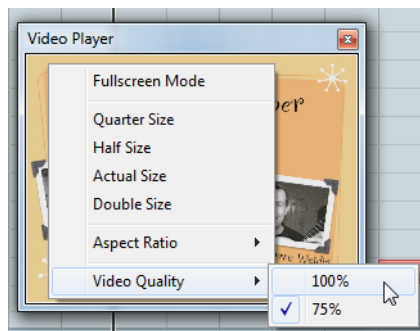 Video Player
Fullscreen Mode
Quarter Size
Half Size
Actual Size
Double Size
Aspect Ratio
Video Quality
100%
75%